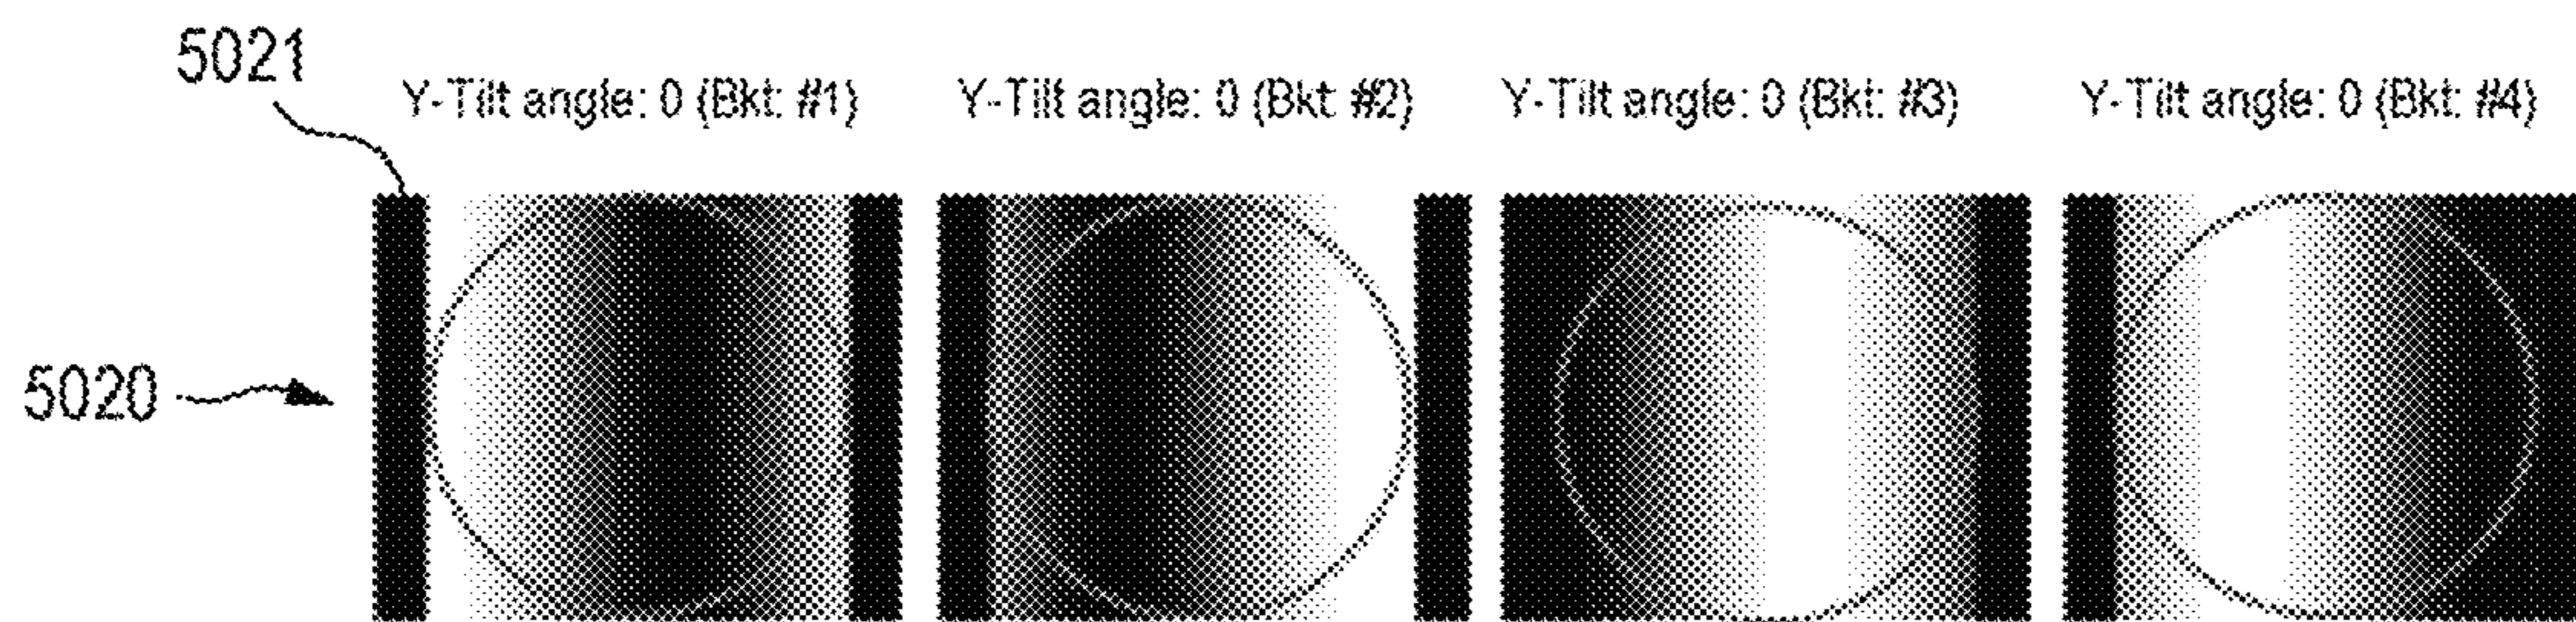 5021
Y-Tilt angle: 0 (Bkt: #1)
Y-Tilt angle: 0 (Bkt: #2)
Y-Tilt angle: 0 (Bkt: #3)
Y-Tilt angle: 0 (Bkt: #4)
5020